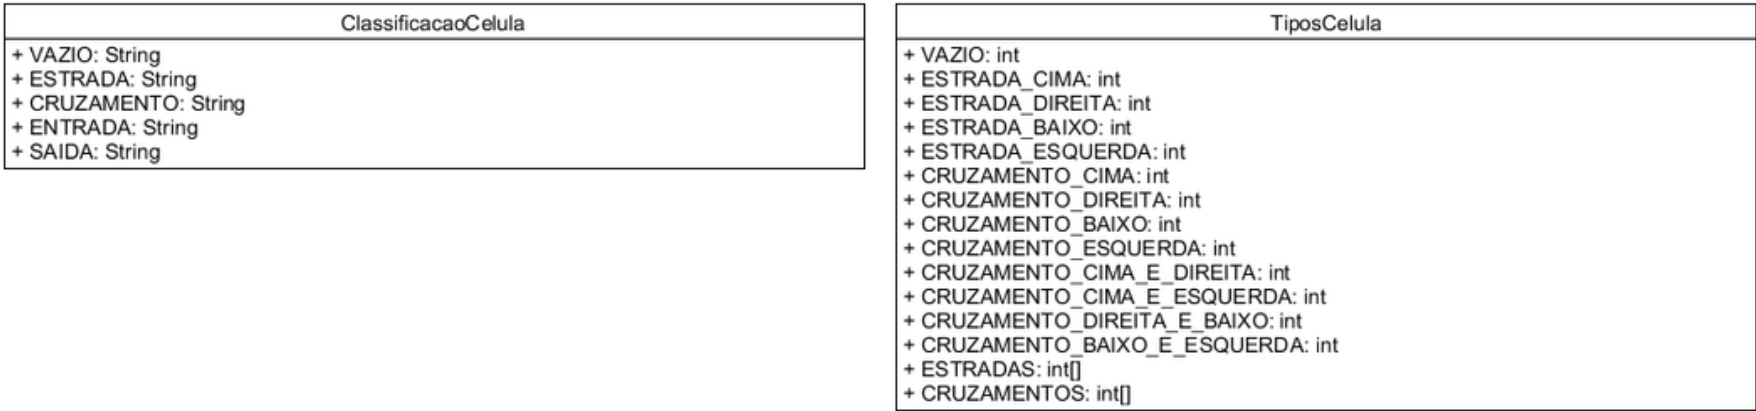 ClassificacaoCelula
+ VAZIO: String
+ ESTRADA: String
+ CRUZAMENTO: String
+ ENTRADA: String
+ SAIDA: String
TiposCelula
+ VAZIO: int
+ ESTRADA_CIMA: int
+ ESTRADA_DIREITA: int
+ ESTRADA_BAIXO: int
+ ESTRADA_ESQUERDA: int
+ CRUZAMENTO_CIMA: int
+ CRUZAMENTO_DIREITA: int
+ CRUZAMENTO_BAIXO: int
+ CRUZAMENTO_ESQUERDA: int
+ CRUZAMENTO_CIMA_E_DIREITA: int
+ CRUZAMENTO_CIMA_E_ESQUERDA: int
+ CRUZAMENTO_DIREITA_E_BAIXO: int
+ CRUZAMENTO_BAIXO_E_ESQUERDA: int
+ ESTRADAS: int[]
+ CRUZAMENTOS: int[]